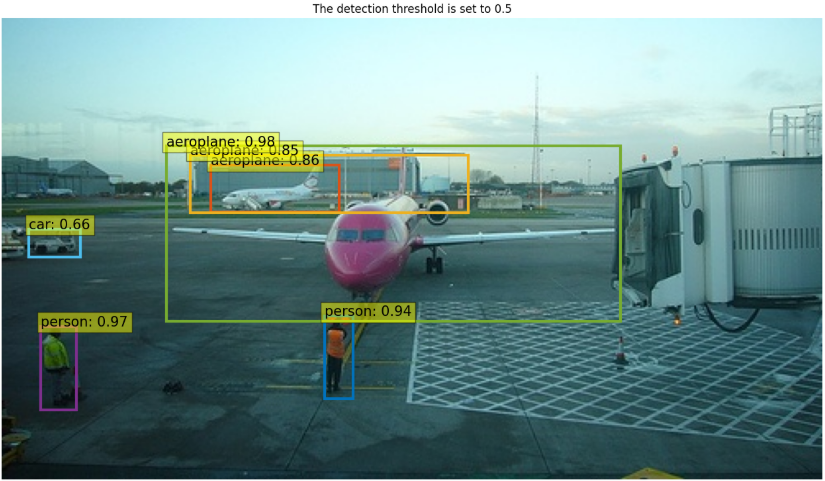 The detection threshold is set to 0.5
aeroplane: 0.98
aeroplane: 0.85
aeroplane: 0.86
car: 0.66
person: 0.94
person: 0.97